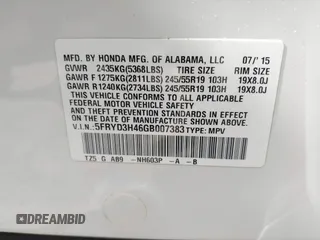 MFD. BY HONDA MFG. OF ALABAMA, LLC 07/'15
GVWR 2435KG(5368LBS) TIRE SIZE RIM SIZE
GAWR F 1275KG(2811LBS) 245/55R19 103H 19X8.0J
GAWR R 1240KG(2734LBS) 245/55R19 103H 19X8.0J
THIS VEHICLE CONFORMS TO ALL APPLICABLE FEDERAL
MOTOR VEHICLE SAFETY AND THEFT PREVENTION
STANDARDS IN EFFECT ON THE DATE OF MANUFACTURE
SHOWN ABOVE.
V.I.N.: 5FRYD3H46GB007383 TYPE: MPV
TZ5 G AB9 -NH603P -A -B
DREAMBID
DREAMBID.COM